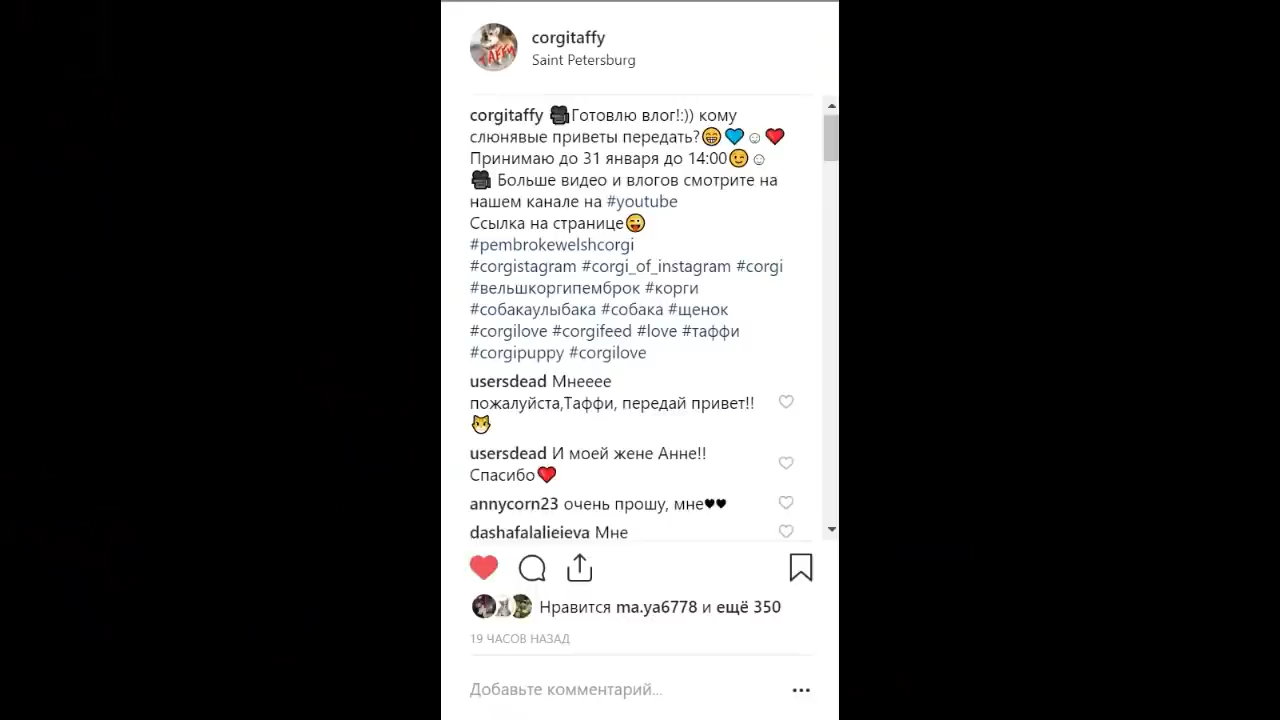 corgitaffy
Saint Petersburg
corgitaffy 🎥Готовлю влог!:)) кому
слюнявые приветы передать?😁💙☺❤
Принимаю до 31 января до 14:00😉☺
🎥 Больше видео и влогов смотрите на
нашем канале на #youtube
Ссылка на странице😜
#pembrokewelshcorgi
#corgistagram #corgi_of_instagram #corgi
#вельшкоргипемброк #корги
#собакаулыбака #собака #щенок
#corgilove #corgifeed #love #таффи
#corgipuppy #corgilove
usersdead Мнееее
пожалуйста,Таффи, передай привет!!
😼
usersdead И моей жене Анне!!
Спасибо❤
annycorn23 очень прошу, мне♥♥
dashafalalieieva Мне
Нравится ma.ya6778 и ещё 350
19 ЧАСОВ НАЗАД
Добавьте комментарий...